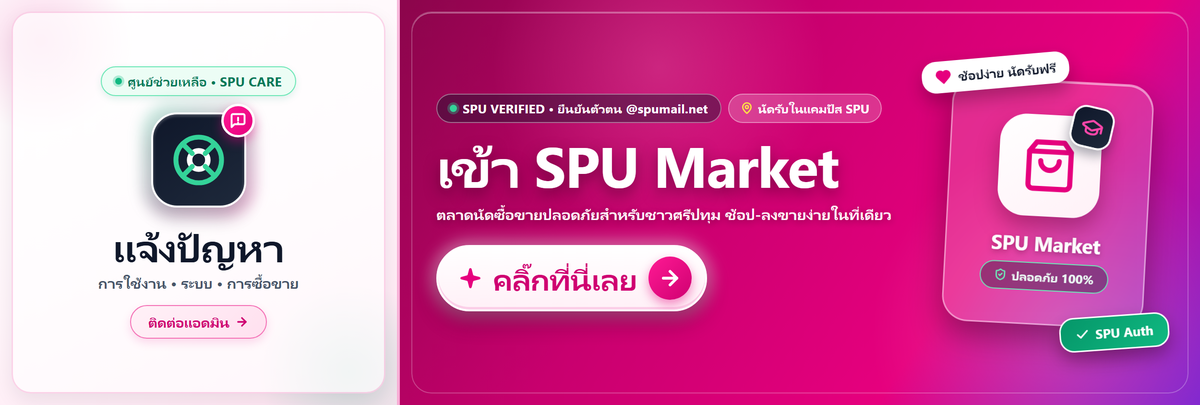 ศูนย์ช่วยเหลือ • SPU CARE
แจ้งปัญหา
การใช้งาน • ระบบ • การซื้อขาย
ติดต่อแอดมิน →
SPU VERIFIED • ยืนยันตัวตน @spumail.net
นัดรับในแคมปัส SPU
เข้า SPU Market
ตลาดนัดซื้อขายปลอดภัยสำหรับชาวศรีปทุม ช้อป-ลงขายง่ายในที่เดียว
คลิ๊กที่นี่เลย
ช้อปง่าย นัดรับฟรี
SPU Market
ปลอดภัย 100%
SPU Auth